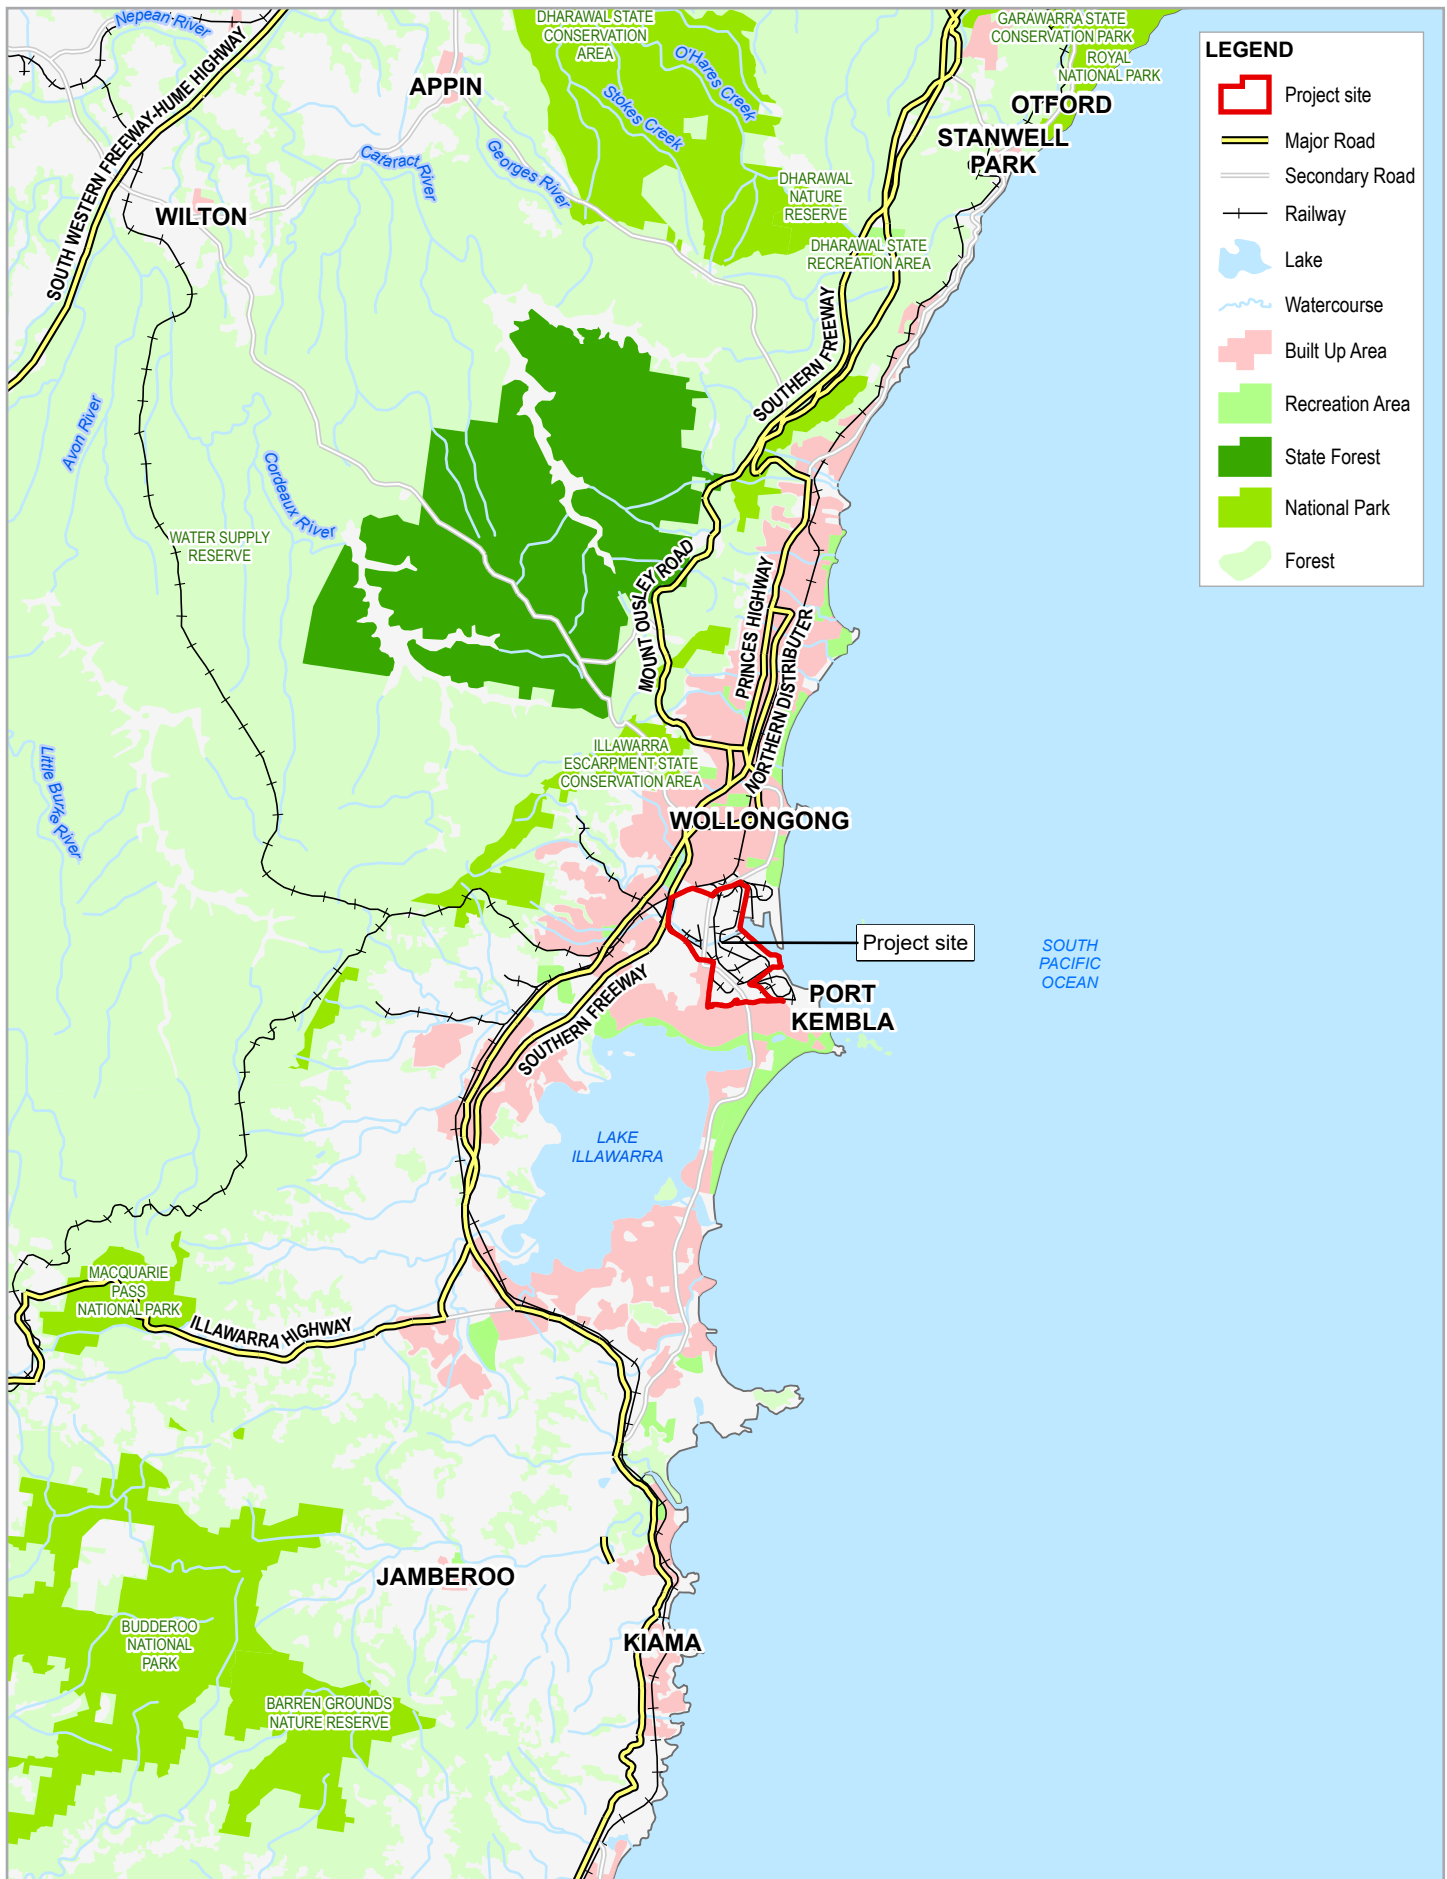 Nepean River
SOUTH WESTERN FREEWAY-HUME HIGHWAY
APPIN
DHARAWAL STATE
CONSERVATION
AREA
O'Hares Creek
Stokes Creek
GARAWARRA STATE
CONSERVATION PARK
ROYAL
NATIONAL PARK
OTFORD
STANWELL
PARK
Cataract River
Georges River
DHARAWAL
NATURE
RESERVE
WILTON
DHARAWAL STATE
RECREATION AREA
SOUTHERN FREEWAY
Avon River
Cordeaux River
WATER SUPPLY
RESERVE
MOUNT OUSLEY ROAD
PRINCES HIGHWAY
NORTHERN DISTRIBUTER
ILLAWARRA
ESCARPMENT STATE
CONSERVATION AREA
Little Burke River
WOLLONGONG
Project site
SOUTH
PACIFIC
OCEAN
PORT
KEMBLA
SOUTHERN FREEWAY
LAKE
ILLAWARRA
MACQUARIE
PASS
NATIONAL PARK
ILLAWARRA HIGHWAY
JAMBEROO
BUDDEROO
NATIONAL
PARK
KIAMA
BARREN GROUNDS
NATURE RESERVE
LEGEND
Project site
Major Road
Secondary Road
Railway
Lake
Watercourse
Built Up Area
Recreation Area
State Forest
National Park
Forest